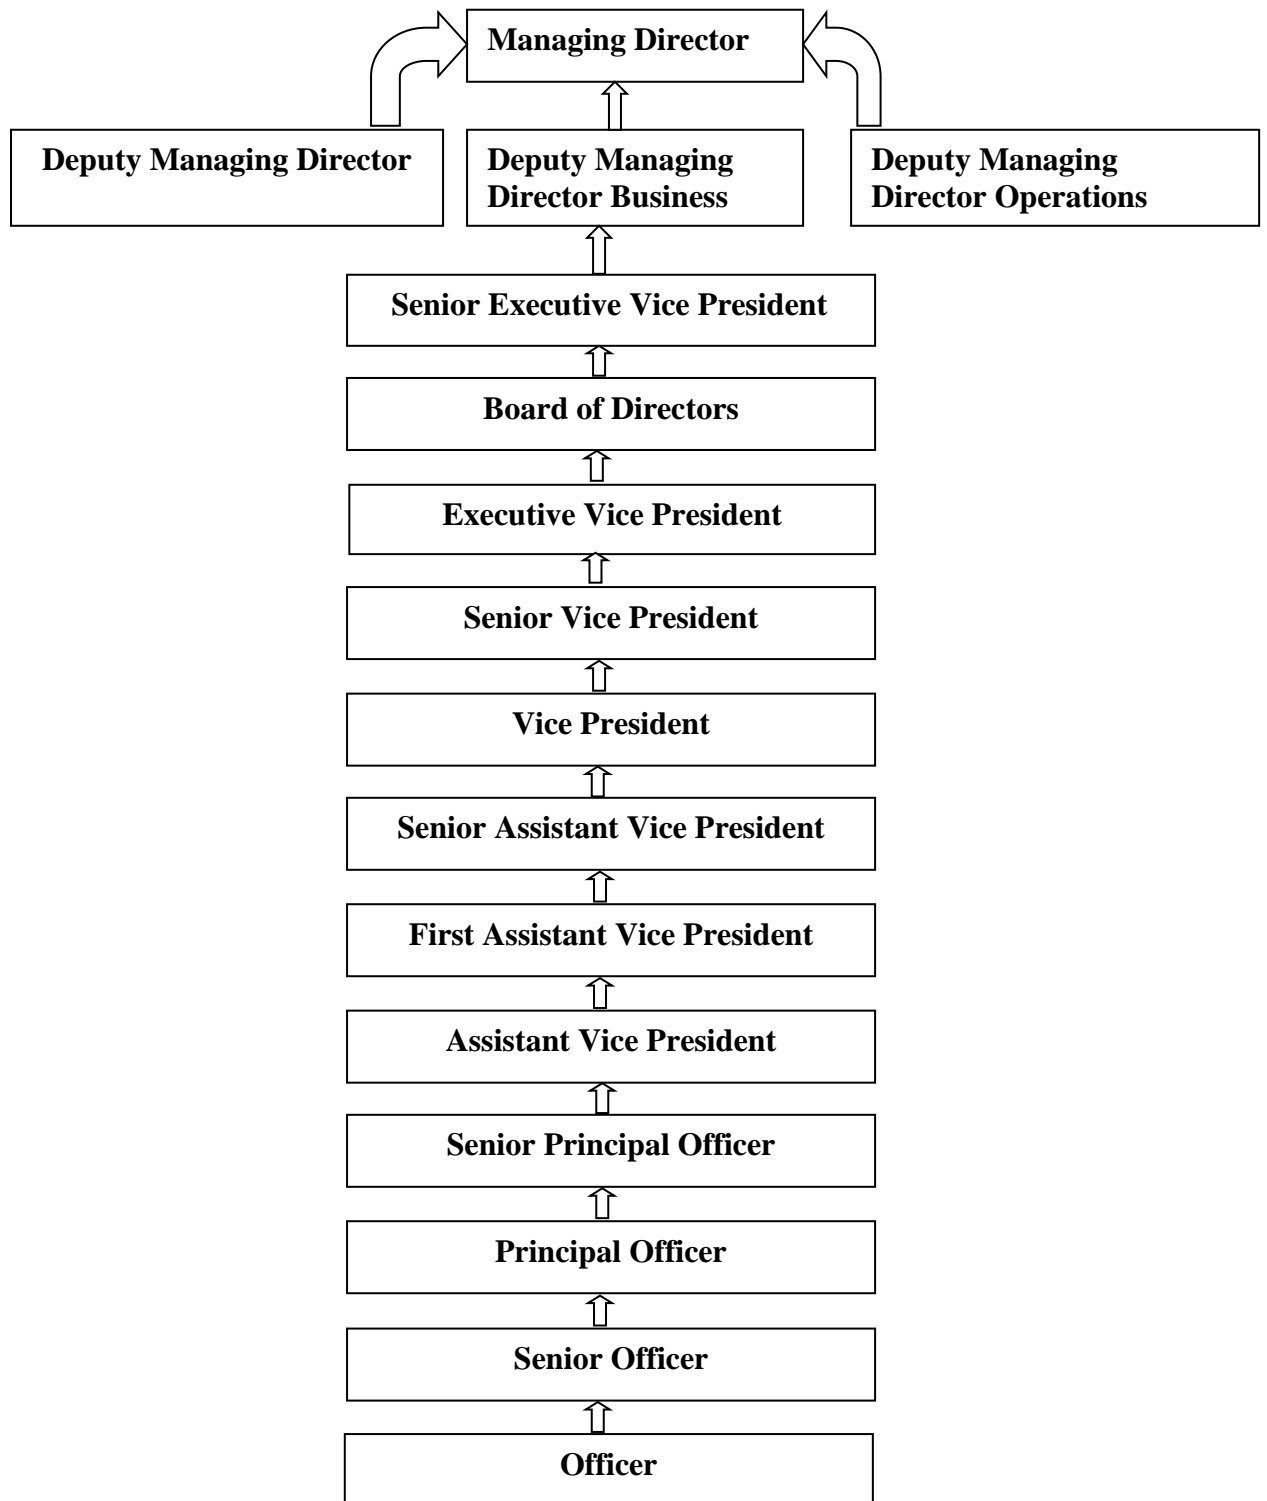 Managing Director
Deputy Managing Director
Deputy Managing
Director Business
Deputy Managing
Director Operations
Senior Executive Vice President
Board of Directors
Executive Vice President
Senior Vice President
Vice President
Senior Assistant Vice President
First Assistant Vice President
Assistant Vice President
Senior Principal Officer
Principal Officer
Senior Officer
Officer